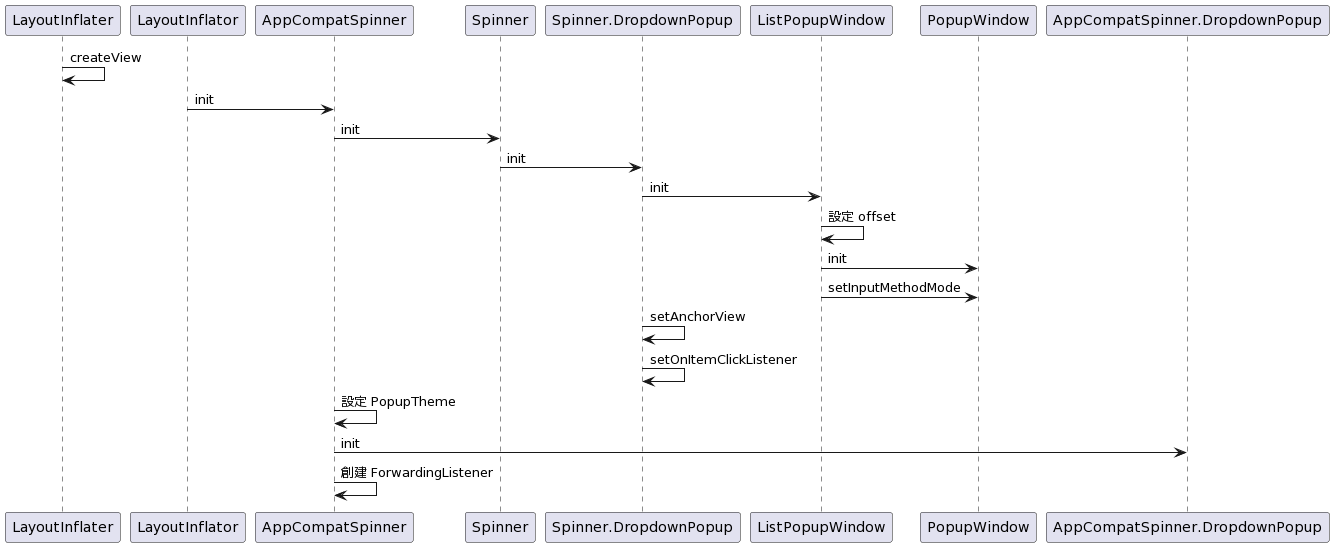 LayoutInflater LayoutInflator AppCompatSpinner Spinner Spinner.DropdownPopup ListPopupWindow PopupWindow AppCompatSpinner.DropdownPopup
createView
init
init
init
init
設定 offset
init
setInputMethodMode
setAnchorView
setOnItemClickListener
設定 PopupTheme
init
創建 ForwardingListener
LayoutInflater LayoutInflator AppCompatSpinner Spinner Spinner.DropdownPopup ListPopupWindow PopupWindow AppCompatSpinner.DropdownPopup